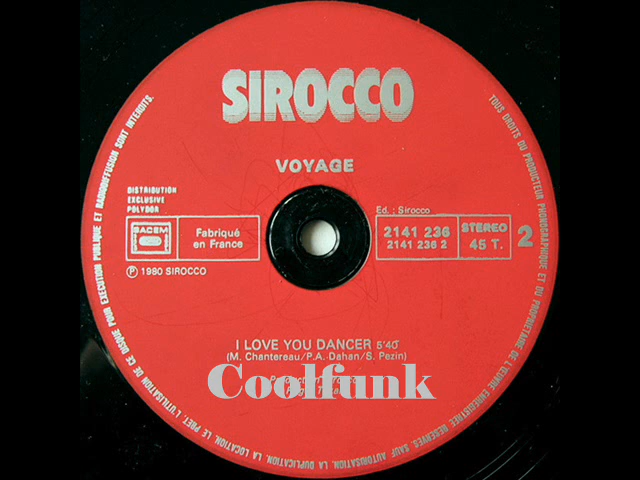 SIROCCO
VOYAGE
DISTRIBUTION
EXCLUSIVE
POLYDOR
SACEM
Fabriqué
en France
℗ 1980 SIROCCO
Ed. : Sirocco
2141 236
2141 236 2
STEREO
45 T.
2
I LOVE YOU DANCER 5'40
(M. Chantereau/P.A. Dahan/S. Pezin)
Coolfunk
TOUS DROITS DU PRODUCTEUR PHONOGRAPHIQUE ET DU PROPRIETAIRE DE L'ŒUVRE ENREGISTREE RESERVES. SAUF AUTORISATION, LA DUPLICATION, LA LOCATION, LE PRET, L'UTILISATION DE CE DISQUE POUR EXECUTION PUBLIQUE ET RADIODIFFUSION SONT INTERDITS.